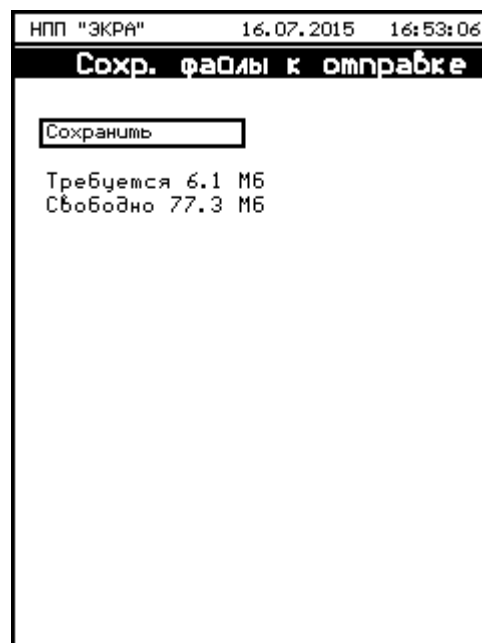 НПП "ЭКРА" 16.07.2015 16:53:06
Сохр. файлы к отправке
Сохранить
Требуется 6.1 Мб
Свободно 77.3 Мб